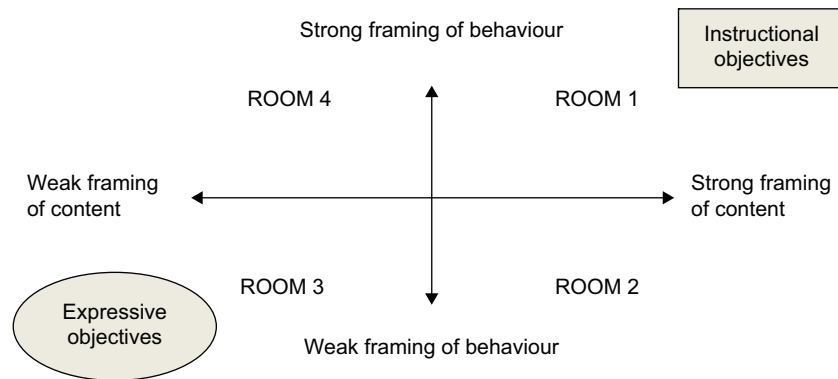 Strong framing of behaviour
Instructional
objectives
ROOM 4
ROOM 1
Weak framing
of content
Strong framing
of content
ROOM 3
ROOM 2
Expressive
objectives
Weak framing of behaviour